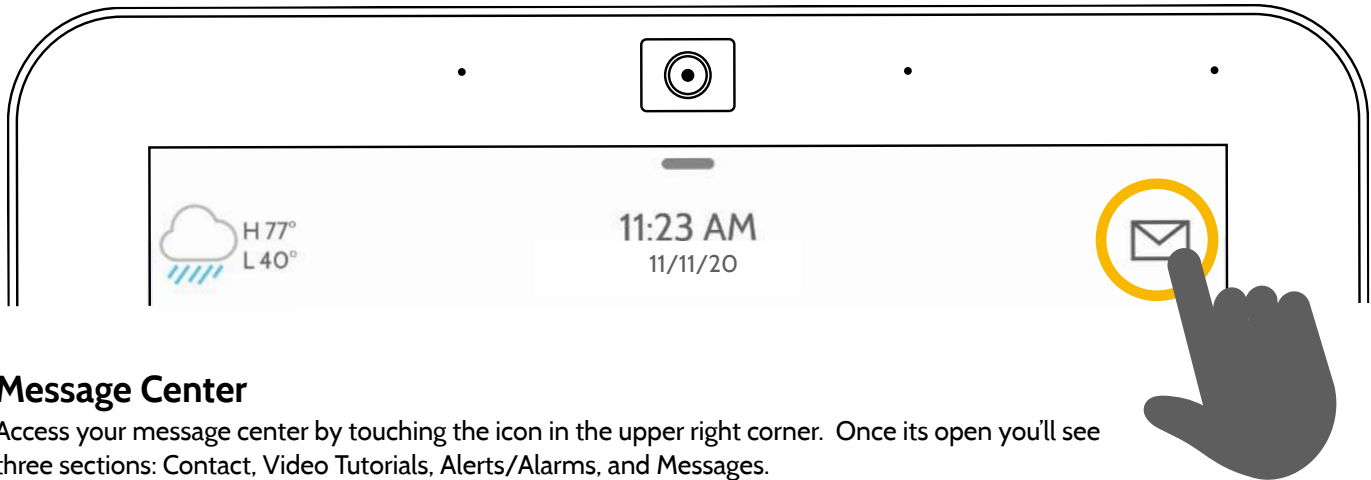 H 77°
L 40°
11:23 AM
11/11/20
Message Center
Access your message center by touching the icon in the upper right corner.  Once its open you'll see
three sections: Contact, Video Tutorials, Alerts/Alarms, and Messages.